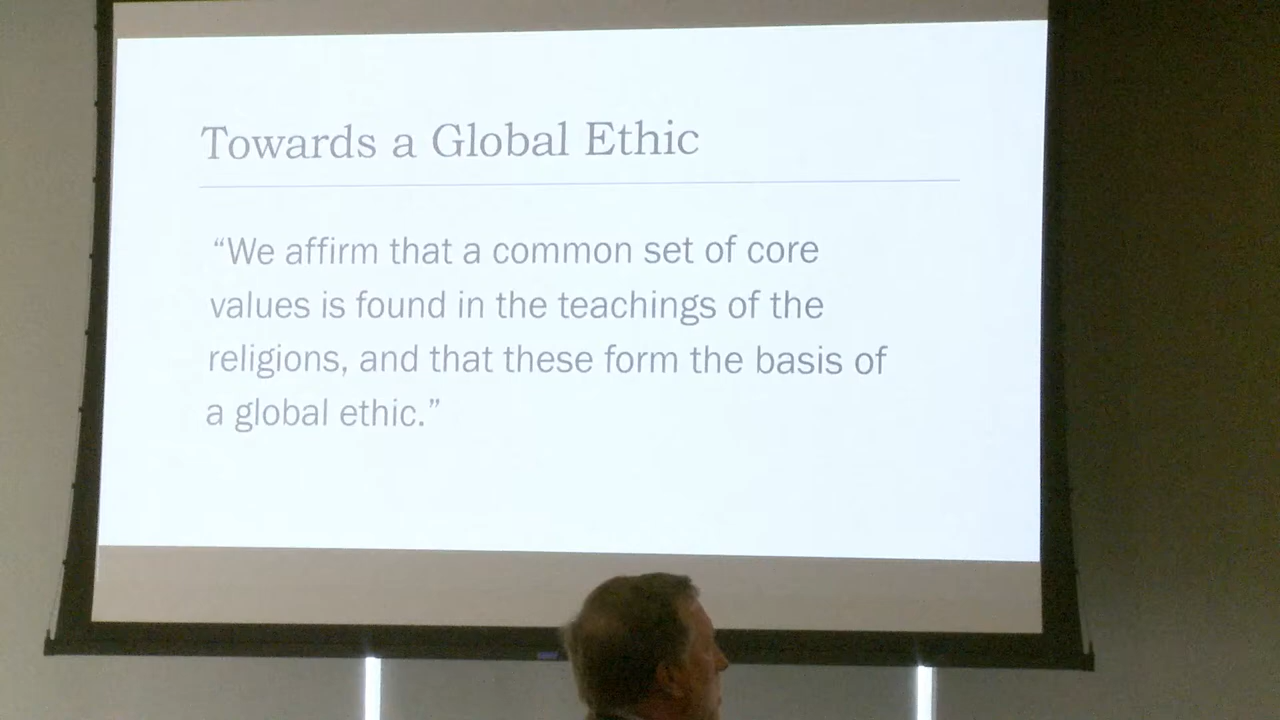 Towards a Global Ethic
“We affirm that a common set of core
values is found in the teachings of the
religions, and that these form the basis of
a global ethic.”